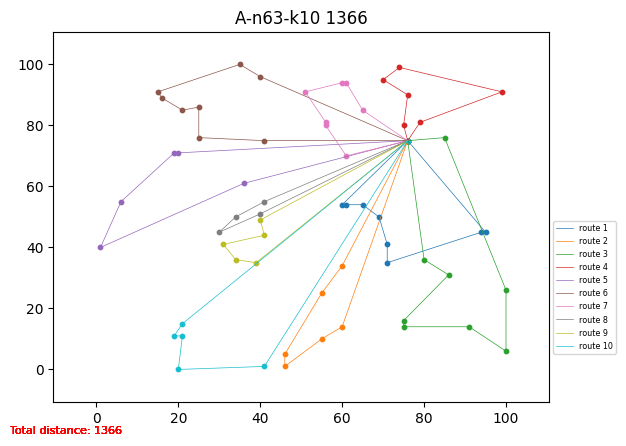 A-n63-k10 1366
100
80
60
40
20
0
0 20 40 60 80 100
route 1
route 2
route 3
route 4
route 5
route 6
route 7
route 8
route 9
route 10
Total distance: 1366